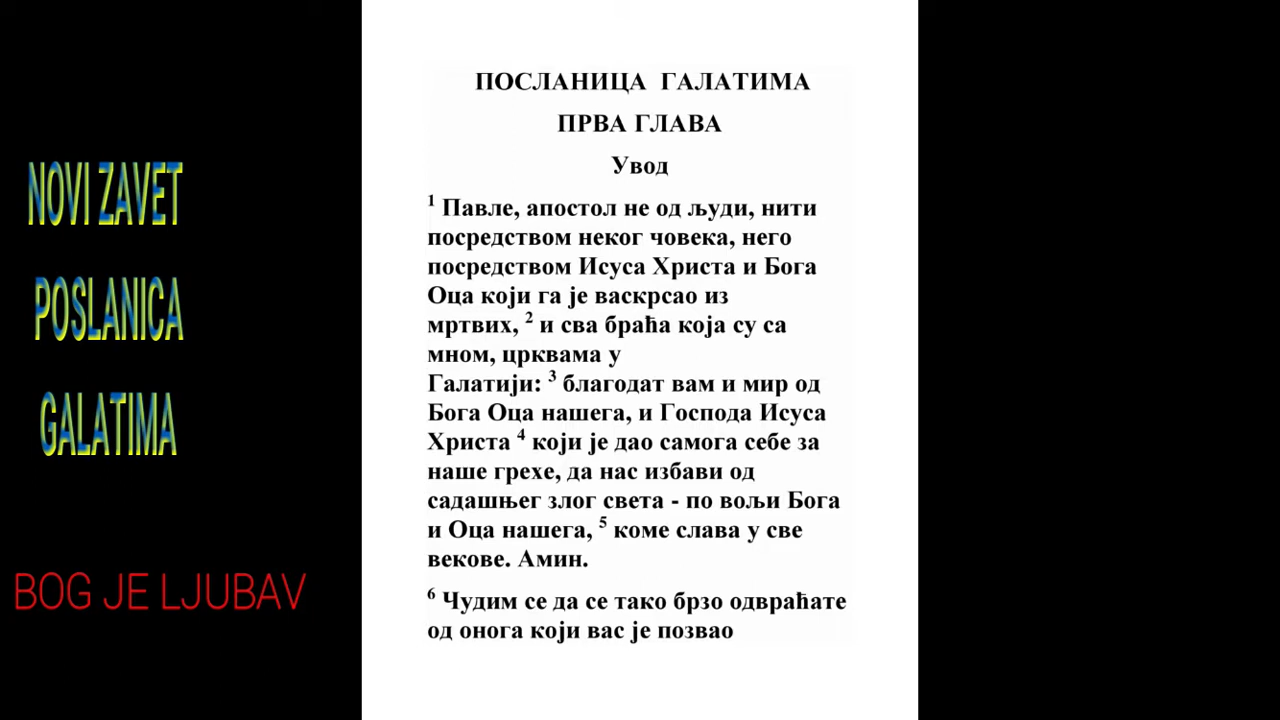 NOVI ZAVET
POSLANICA
GALATIMA
BOG JE LJUBAV
ПОСЛАНИЦА ГАЛАТИМА
ПРВА ГЛАВА
Увод
1 Павле, апостол не од људи, нити
посредством неког човека, него
посредством Исуса Христа и Бога
Оца који га је васкрсао из
мртвих, 2 и сва браћа која су са
мном, црквама у
Галатији: 3 благодат вам и мир од
Бога Оца нашега, и Господа Исуса
Христа 4 који је дао самога себе за
наше грехе, да нас избави од
садашњег злог света - по вољи Бога
и Оца нашега, 5 коме слава у све
векове. Амин.
6 Чудим се да се тако брзо одвраћате
од онога који вас је позвао